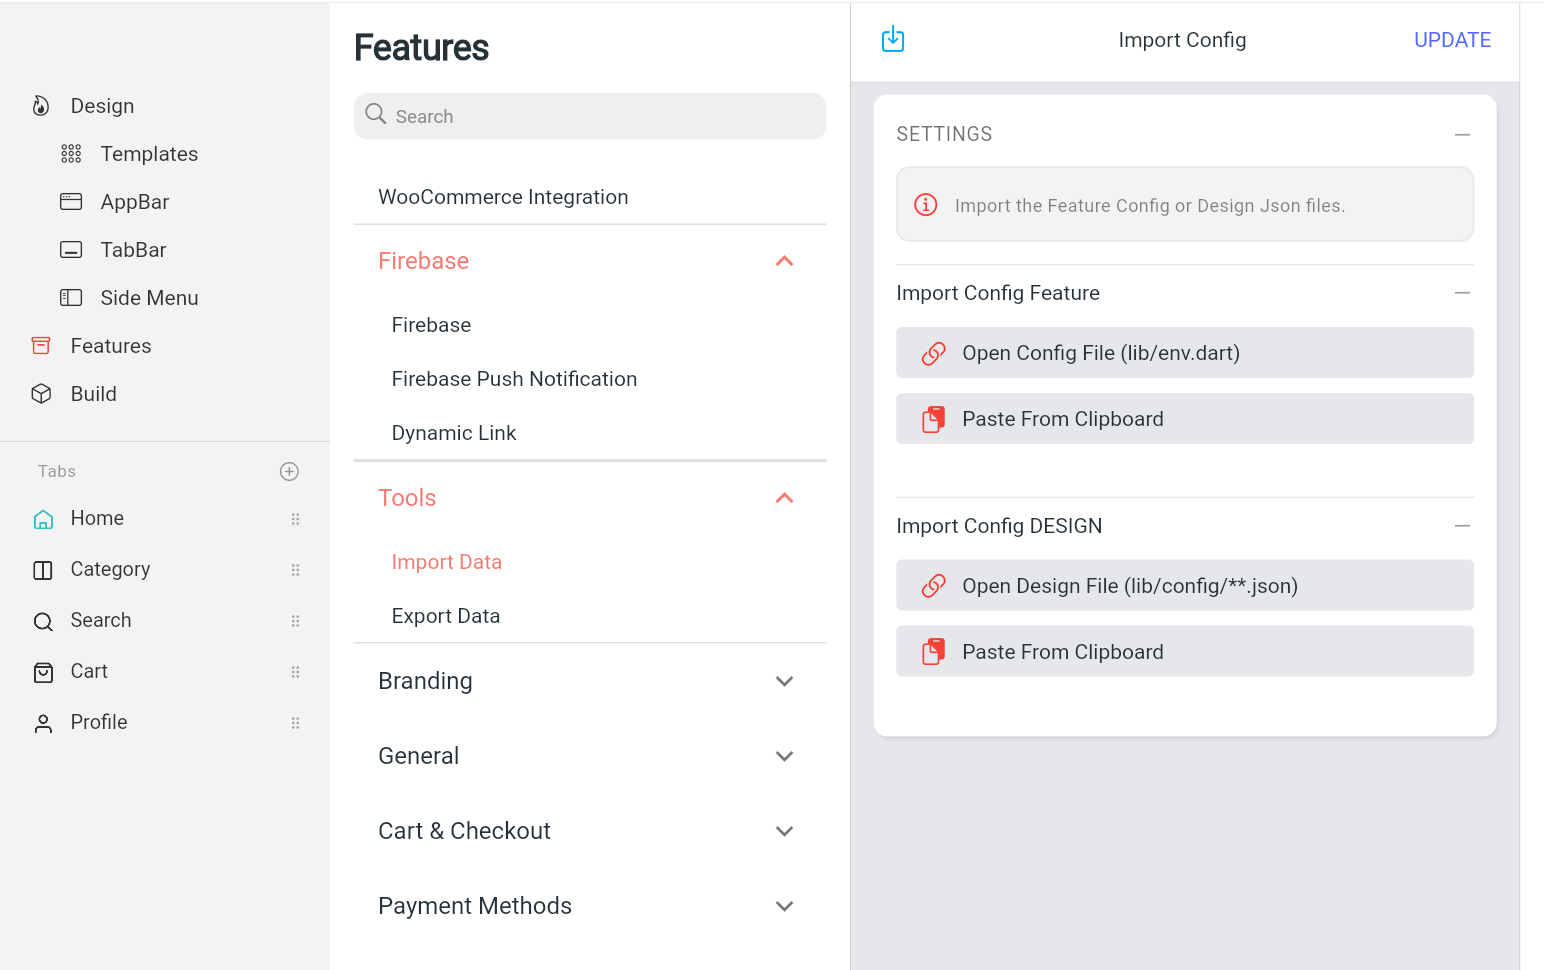 Design
Templates
AppBar
TabBar
Side Menu
Features
Build
Tabs
Home
Category
Search
Cart
Profile
Features
Search
WooCommerce Integration
Firebase
Firebase
Firebase Push Notification
Dynamic Link
Tools
Import Data
Export Data
Branding
General
Cart & Checkout
Payment Methods
Import Config
UPDATE
SETTINGS
Import the Feature Config or Design Json files.
Import Config Feature
Open Config File (lib/env.dart)
Paste From Clipboard
Import Config DESIGN
Open Design File (lib/config/**.json)
Paste From Clipboard